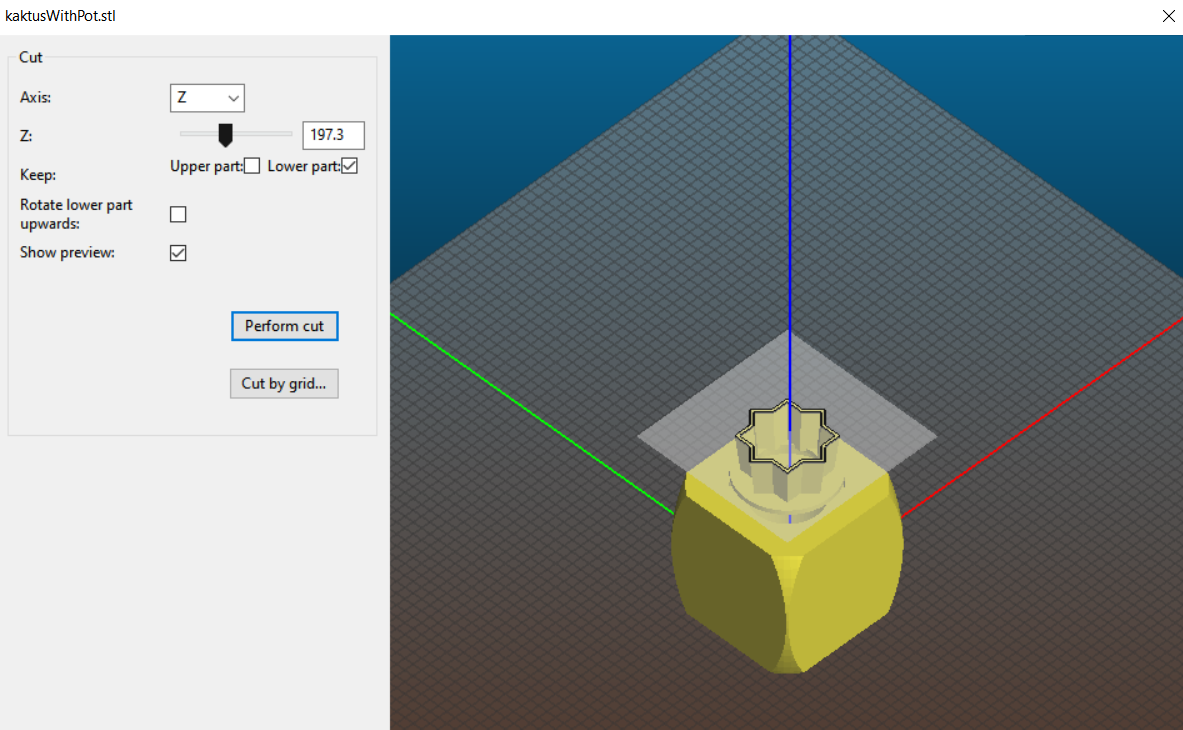 kaktusWithPot.stl
Cut
Axis:
Z
Z:
197.3
Keep:
Upper part:
Lower part:
Rotate lower part
upwards:
Show preview:
Perform cut
Cut by grid...